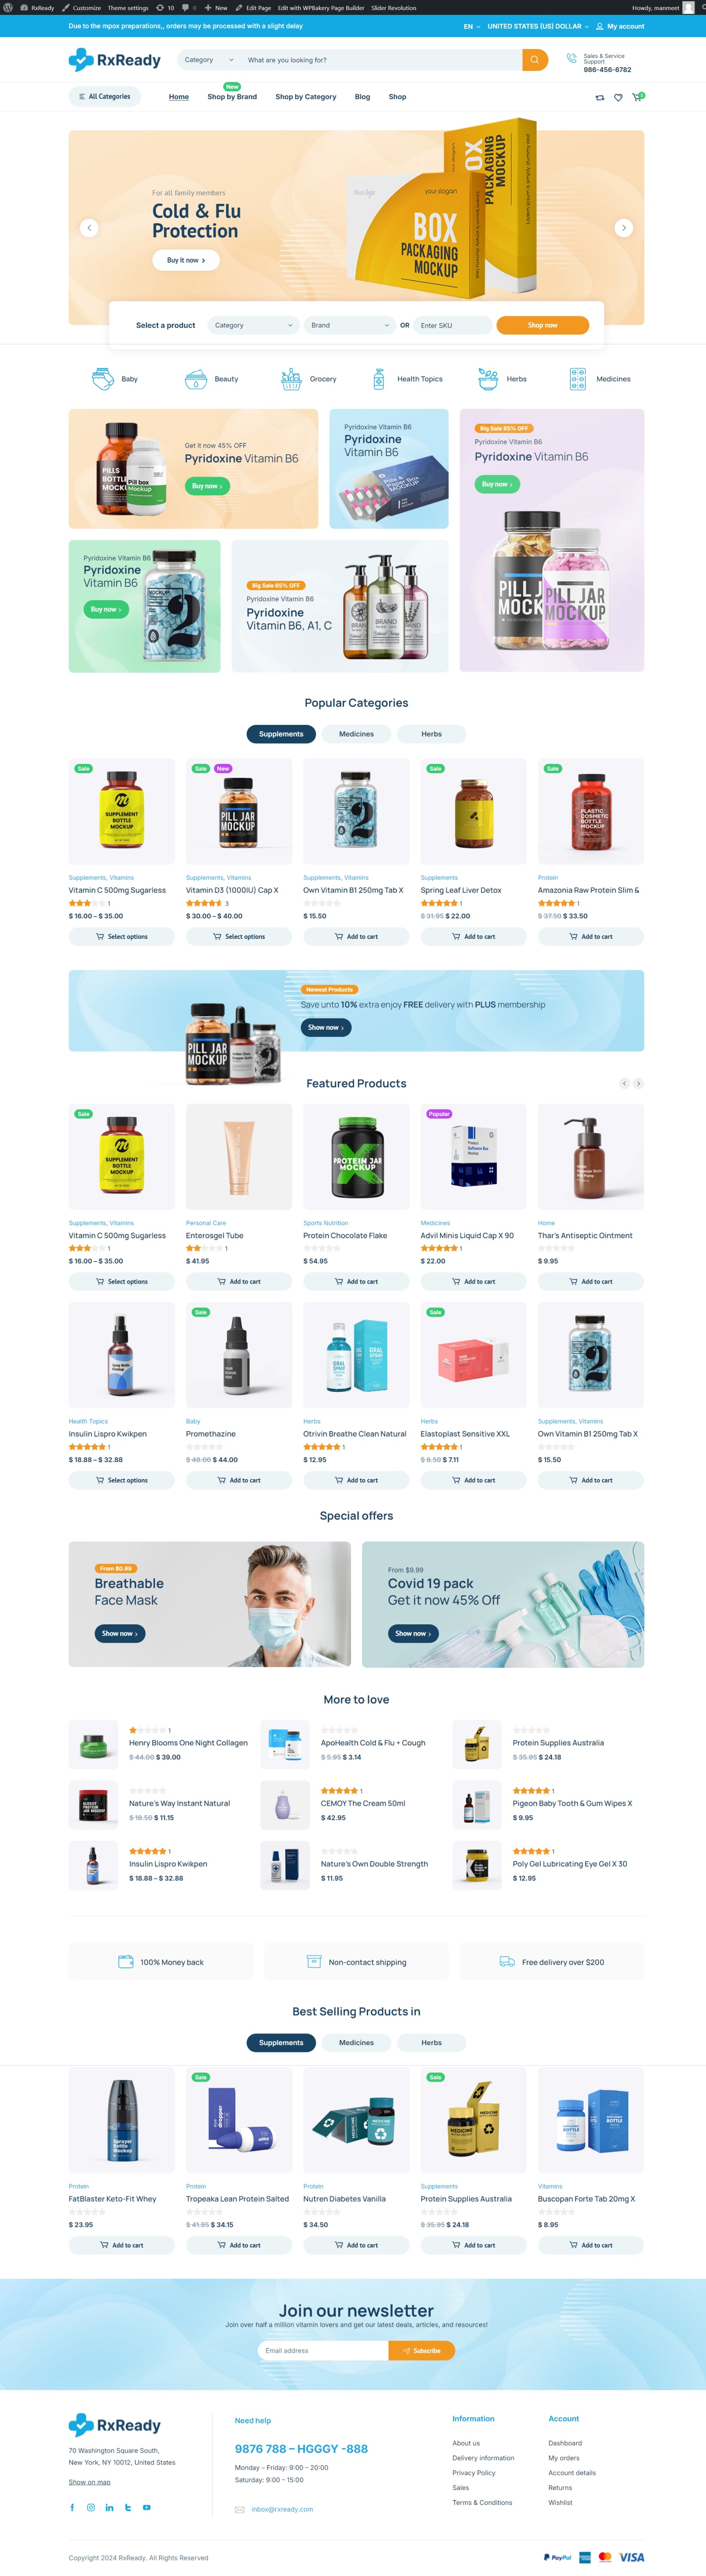 RxReady Customize Theme settings 10 0 New Edit Page Edit with WPBakery Page Builder Slider Revolution Howdy, manmeet
Due to the mpox preparations,, orders may be processed with a slight delay EN UNITED STATES (US) DOLLAR My account
RxReady Category What are you looking for?
Sales & Service
Support
986-456-6782
New
All Categories Home Shop by Brand Shop by Category Blog Shop
For all family members
Cold & Flu
Protection
Buy it now
your slogan
BOX
PACKAGING
MOCKUP
Select a product Category Brand OR Enter SKU Shop now
Baby Beauty Grocery Health Topics Herbs Medicines
Get it now 45% OFF
Pyridoxine Vitamin B6
Buy now
Pyridoxine Vitamin B6
Pyridoxine
Vitamin B6
Big Sale 65% OFF
Pyridoxine Vitamin B6
Pyridoxine Vitamin B6
Buy now
Pyridoxine Vitamin B6
Pyridoxine
Vitamin B6
Buy now
Big Sale 65% OFF
Pyridoxine Vitamin B6
Pyridoxine
Vitamin B6, A1, C
PILL JAR
MOCKUP
Popular Categories
Supplements Medicines Herbs
Sale Sale New Sale Sale
SUPPLEMENT
BOTTLE
MOCKUP
PILL JAR
MOCKUP
PLASTIC
COSMETIC
BOTTLE
MOCKUP
Supplements, Vitamins Supplements, Vitamins Supplements, Vitamins Supplements Protein
Vitamin C 500mg Sugarless Vitamin D3 (1000IU) Cap X Own Vitamin B1 250mg Tab X Spring Leaf Liver Detox Amazonia Raw Protein Slim &
1 3 1 1
$ 16.00 – $ 35.00 $ 30.00 – $ 40.00 $ 15.50 $ 31.95 $ 22.00 $ 37.50 $ 33.50
Select options Select options Add to cart Add to cart Add to cart
Newest Products
Save unto 10% extra enjoy FREE delivery with PLUS membership
Show now
PILL JAR
MOCKUP
Featured Products
Sale Popular
SUPPLEMENT
BOTTLE
MOCKUP
PROTEIN JAR
MOCKUP
Supplements, Vitamins Personal Care Sports Nutrition Medicines Home
Vitamin C 500mg Sugarless Enterosgel Tube Protein Chocolate Flake Advil Minis Liquid Cap X 90 Thar's Antiseptic Ointment
1 1 1
$ 16.00 – $ 35.00 $ 41.95 $ 54.95 $ 22.00 $ 9.95
Select options Add to cart Add to cart Add to cart Add to cart
Sale Sale
ORAL
SPRAY
Health Topics Baby Herbs Herbs Supplements, Vitamins
Insulin Lispro Kwikpen Promethazine Otrivin Breathe Clean Natural Elastoplast Sensitive XXL Own Vitamin B1 250mg Tab X
1 1 1
$ 18.88 – $ 32.88 $ 48.00 $ 44.00 $ 12.95 $ 8.50 $ 7.11 $ 15.50
Select options Add to cart Add to cart Add to cart Add to cart
Special offers
From $0.99
Breathable
Face Mask
Show now
From $9.99
Covid 19 pack
Get it now 45% Off
Show now
More to love
1
Henry Blooms One Night Collagen ApoHealth Cold & Flu + Cough Protein Supplies Australia
$ 44.00 $ 39.00 $ 5.95 $ 3.14 $ 35.95 $ 24.18
1 1
Nature's Way Instant Natural CEMOY The Cream 50ml Pigeon Baby Tooth & Gum Wipes X
$ 18.50 $ 11.15 $ 42.95 $ 9.95
1 1
Insulin Lispro Kwikpen Nature's Own Double Strength Poly Gel Lubricating Eye Gel X 30
$ 18.88 – $ 32.88 $ 11.95 $ 12.95
100% Money back Non-contact shipping Free delivery over $200
Best Selling Products in
Supplements Medicines Herbs
Sale Sale
Protein Protein Protein Supplements Vitamins
FatBlaster Keto-Fit Whey Tropeaka Lean Protein Salted Nutren Diabetes Vanilla Protein Supplies Australia Buscopan Forte Tab 20mg X
$ 23.95 $ 41.95 $ 34.15 $ 34.50 $ 35.95 $ 24.18 $ 8.95
Add to cart Add to cart Add to cart Add to cart Add to cart
Join our newsletter
Join over half a million vitamin lovers and get our latest deals, articles, and resources!
Email address Subscribe
RxReady
70 Washington Square South,
New York, NY 10012, United States
Show on map
Need help
9876 788 – HGGGY -888
Monday – Friday: 9:00 – 20:00
Saturday: 9:00 – 15:00
inbox@rxready.com
Information
About us
Delivery information
Privacy Policy
Sales
Terms & Conditions
Account
Dashboard
My orders
Account details
Returns
Wishlist
Copyright 2024 RxReady. All Rights Reserved PayPal VISA